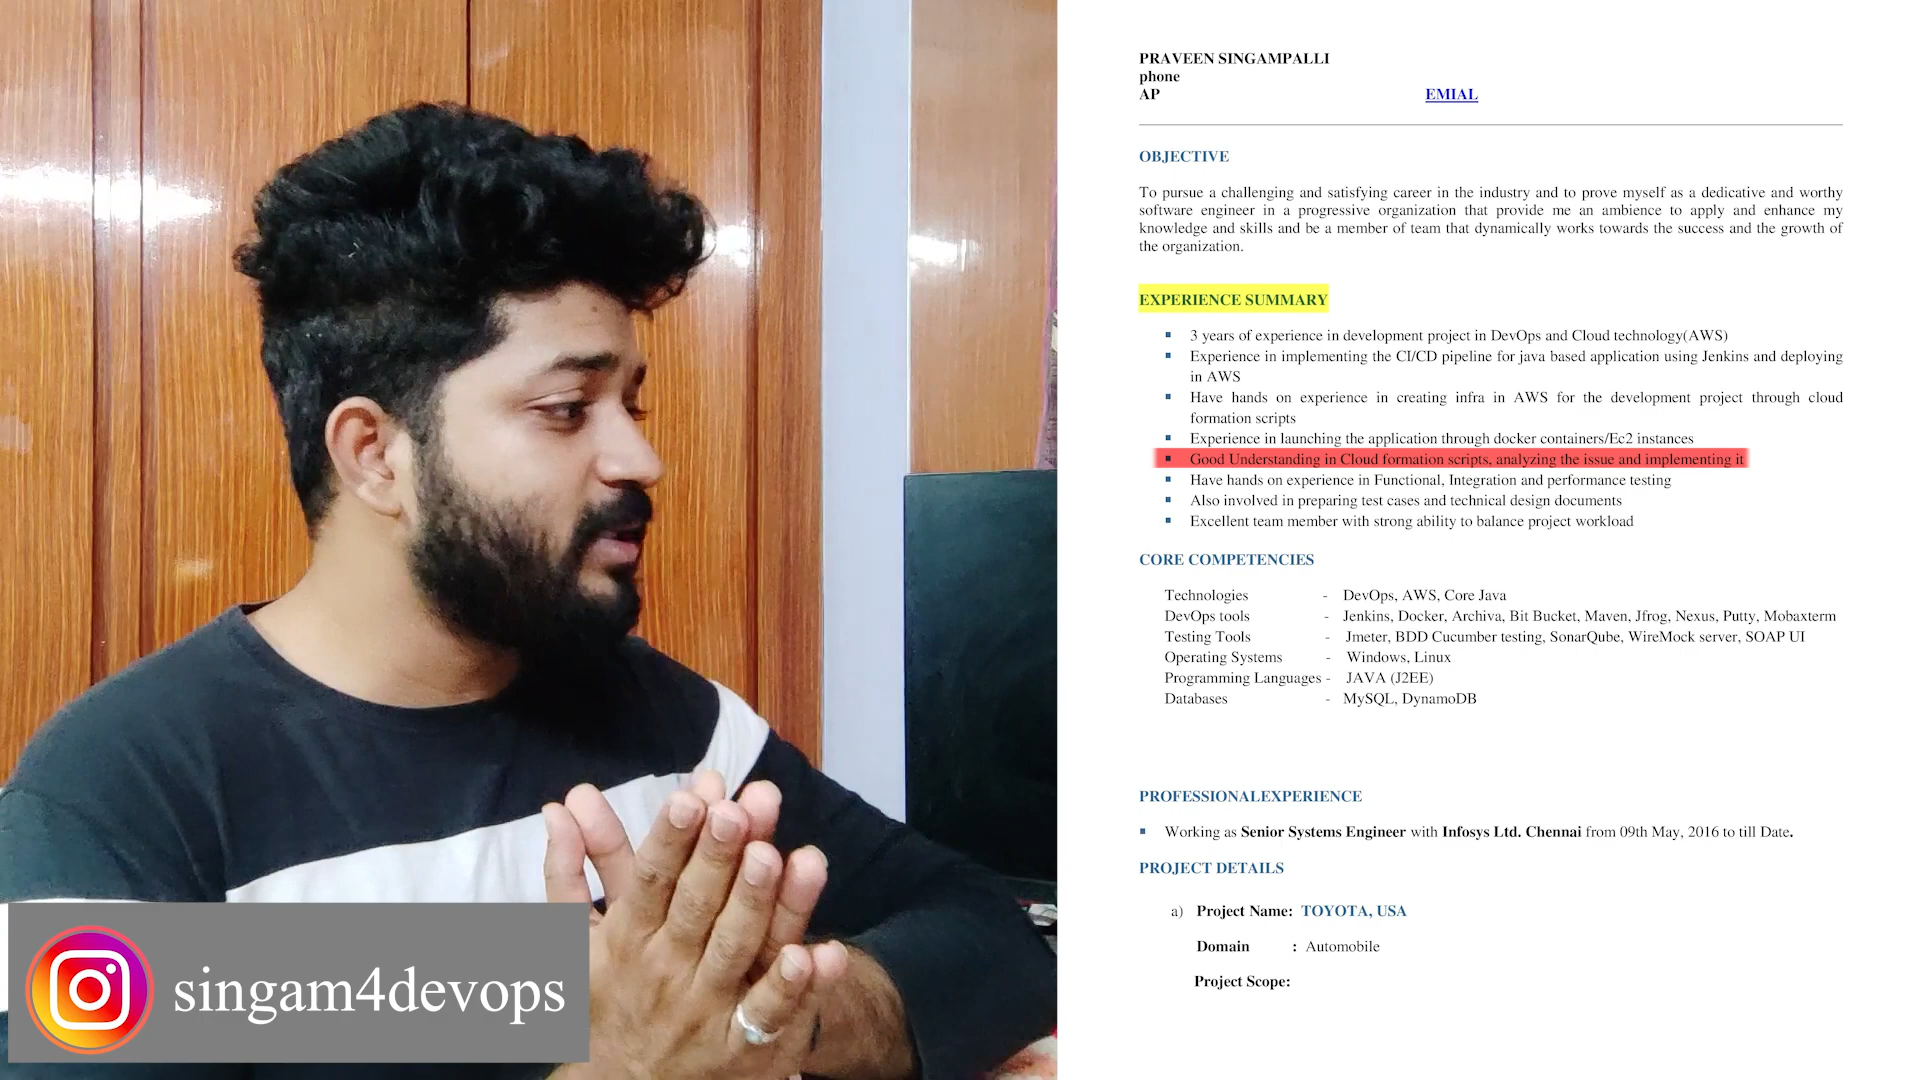 PRAVEEN SINGAMPALLI
phone
AP EMIAL
OBJECTIVE
To pursue a challenging and satisfying career in the industry and to prove myself as a dedicative and worthy
software engineer in a progressive organization that provide me an ambience to apply and enhance my
knowledge and skills and be a member of team that dynamically works towards the success and the growth of
the organization.
EXPERIENCE SUMMARY
3 years of experience in development project in DevOps and Cloud technology(AWS)
Experience in implementing the CI/CD pipeline for java based application using Jenkins and deploying
in AWS
Have hands on experience in creating infra in AWS for the development project through cloud
formation scripts
Experience in launching the application through docker containers/Ec2 instances
Good Understanding in Cloud formation scripts, analyzing the issue and implementing it
Have hands on experience in Functional, Integration and performance testing
Also involved in preparing test cases and technical design documents
Excellent team member with strong ability to balance project workload
CORE COMPETENCIES
Technologies - DevOps, AWS, Core Java
DevOps tools - Jenkins, Docker, Archiva, Bit Bucket, Maven, Jfrog, Nexus, Putty, Mobaxterm
Testing Tools - Jmeter, BDD Cucumber testing, SonarQube, WireMock server, SOAP UI
Operating Systems - Windows, Linux
Programming Languages - JAVA (J2EE)
Databases - MySQL, DynamoDB
PROFESSIONALEXPERIENCE
Working as Senior Systems Engineer with Infosys Ltd. Chennai from 09th May, 2016 to till Date.
PROJECT DETAILS
a) Project Name: TOYOTA, USA
Domain : Automobile
Project Scope:
singam4devops